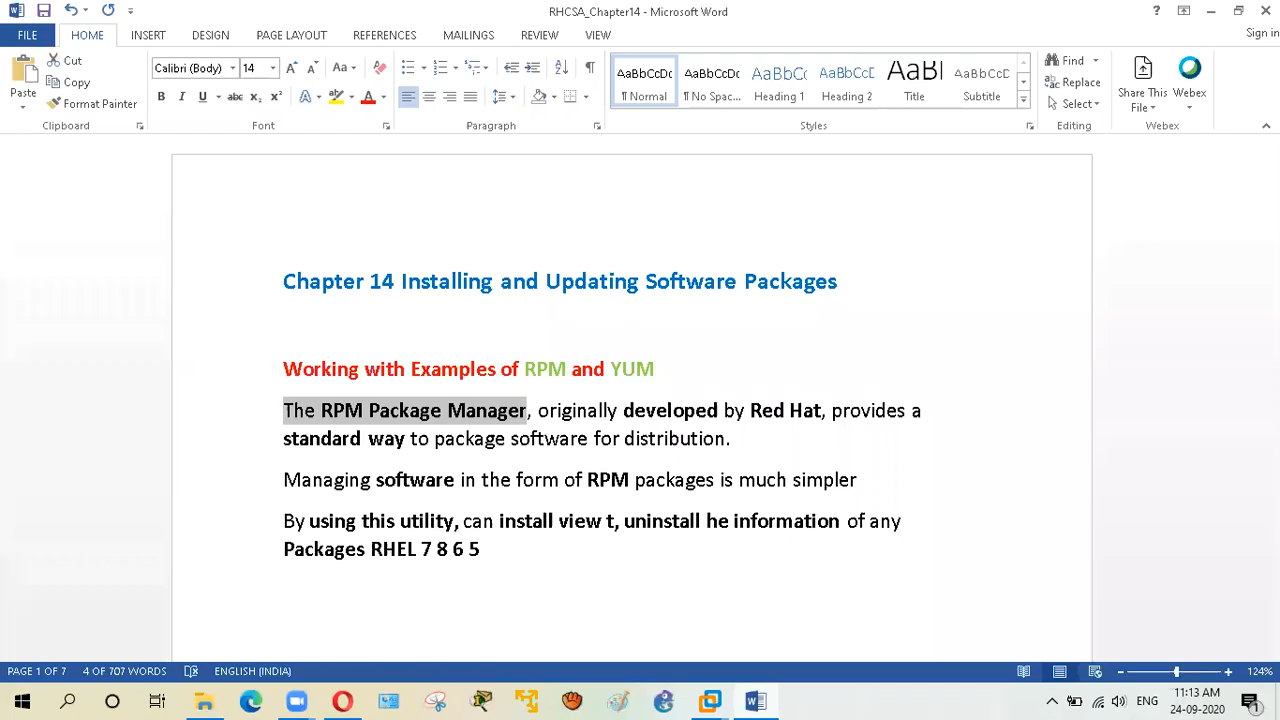 RHCSA_Chapter14 - Microsoft Word
?
Sign in
FILE HOME INSERT DESIGN PAGE LAYOUT REFERENCES MAILINGS REVIEW VIEW
Paste
Cut
Copy
Format Painter
Clipboard
Calibri (Body) 14
Aa
B I U abc x₂ x²
A
Font
Paragraph
AaBbCcDc AaBbCcDc AaBbCc AaBbCcC AaBl AaBbCcD
¶ Normal ¶ No Spac... Heading 1 Heading 2 Title Subtitle
Styles
Find
Replace
Select
Editing
Share This File
Webex
Webex
Chapter 14 Installing and Updating Software Packages
Working with Examples of RPM and YUM
The RPM Package Manager, originally developed by Red Hat, provides a
standard way to package software for distribution.
Managing software in the form of RPM packages is much simpler
By using this utility, can install view t, uninstall he information of any
Packages RHEL 7 8 6 5
PAGE 1 OF 7 4 OF 707 WORDS ENGLISH (INDIA) 124%
ENG
11:13 AM
24-09-2020